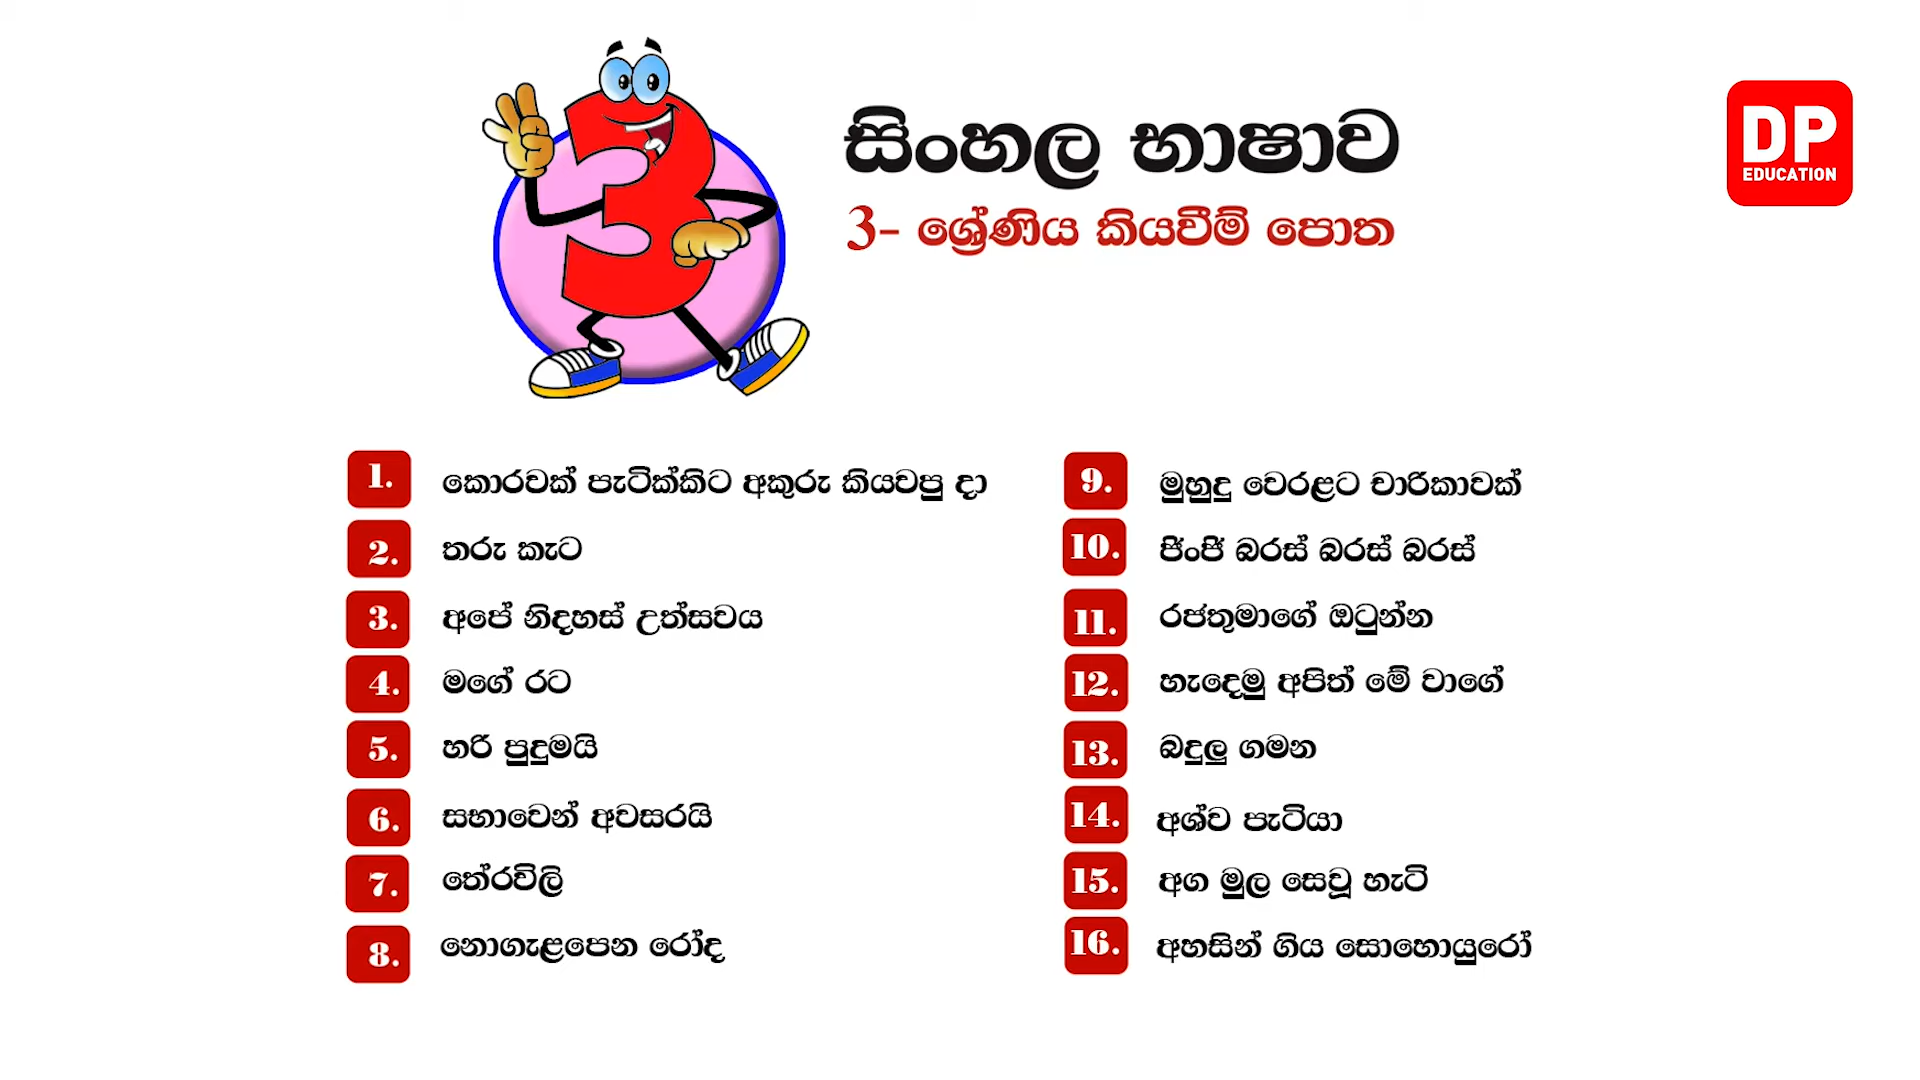 සිංහල භාෂාව
3- ශ්‍රේණිය කියවීම් පොත
DP
EDUCATION
1. කොරවක් පැටික්කිට අකුරු කියවපු දා
2. තරු කැට
3. අපේ නිදහස් උත්සවය
4. මගේ රට
5. හරි පුදුමයි
6. සභාවෙන් අවසරයි
7. තේරවිලි
8. නොගැළපෙන රෝද
9. මුහුදු වෙරළට චාරිකාවක්
10. ජිංජි බරස් බරස් බරස්
11. රජතුමාගේ ඔටුන්න
12. හැදෙමු අපිත් මේ වාගේ
13. බදුලු ගමන
14. අශ්ව පැටියා
15. අග මුල සෙවූ හැටි
16. අහසින් ගිය සොහොයුරෝ